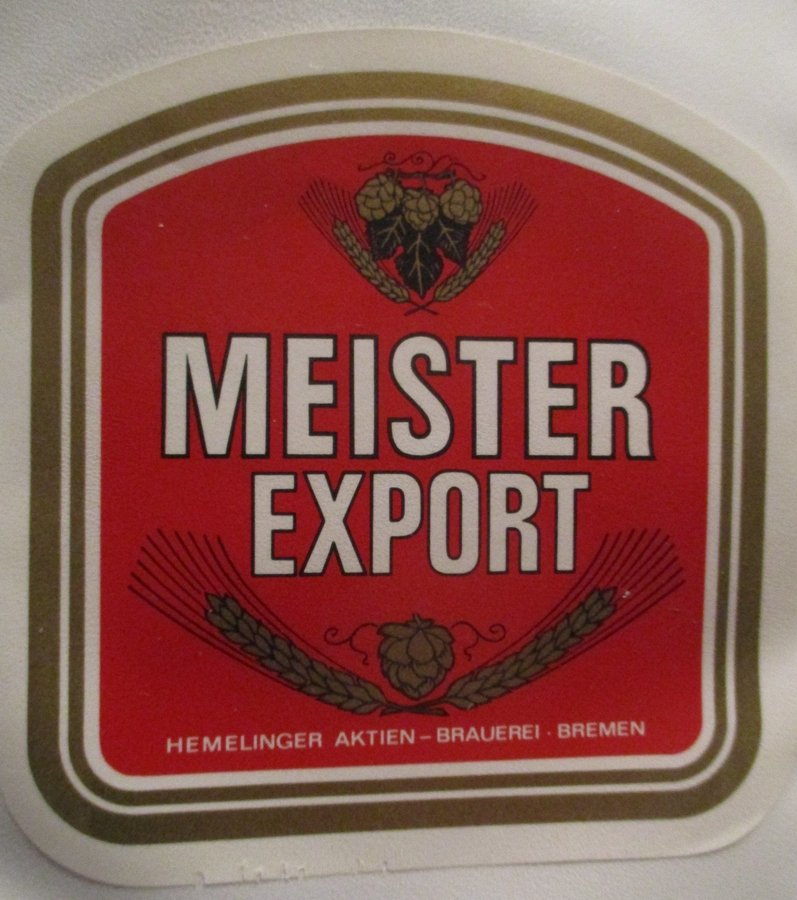 MEISTER
EXPORT
HEMELINGER AKTIEN – BRAUEREI · BREMEN